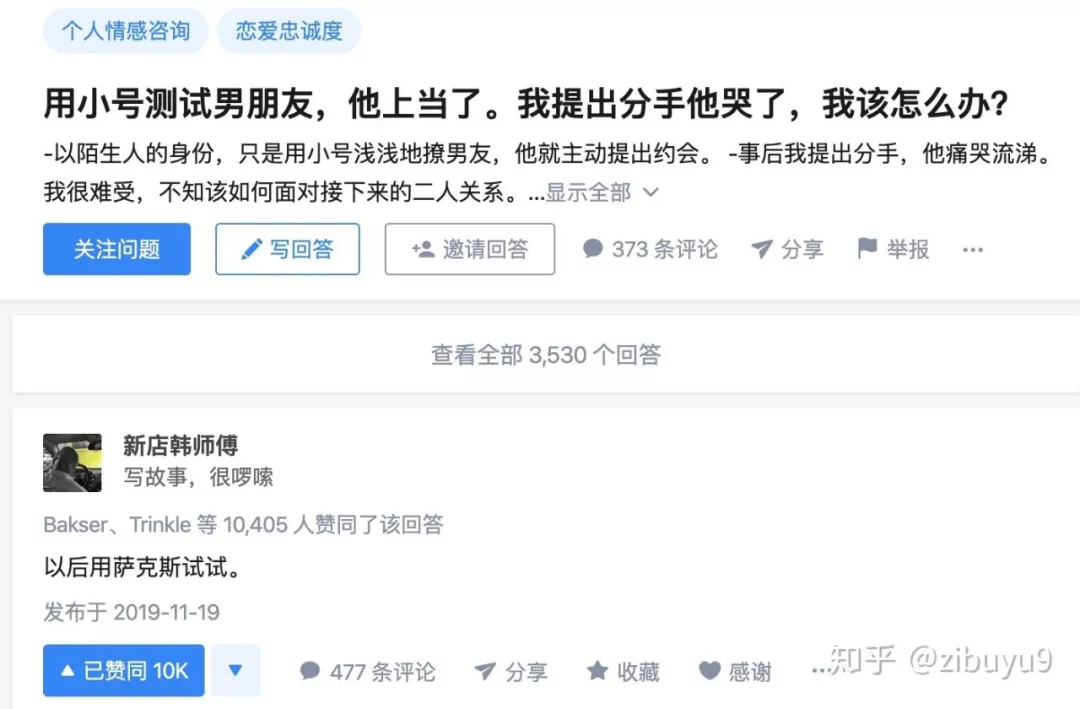 个人情感咨询 恋爱忠诚度
用小号测试男朋友，他上当了。我提出分手他哭了，我该怎么办？
-以陌生人的身份，只是用小号浅浅地撩男友，他就主动提出约会。 -事后我提出分手，他痛哭流涕。
我很难受，不知该如何面对接下来的二人关系。...显示全部
关注问题 写回答 邀请回答 373 条评论 分享 举报 ...
查看全部 3,530 个回答
新店韩师傅
写故事，很啰嗦
Bakser、Trinkle 等 10,405 人赞同了该回答
以后用萨克斯试试。
发布于 2019-11-19
已赞同 10K 477 条评论 分享 收藏 感谢 ...
知乎 @zibuyu9